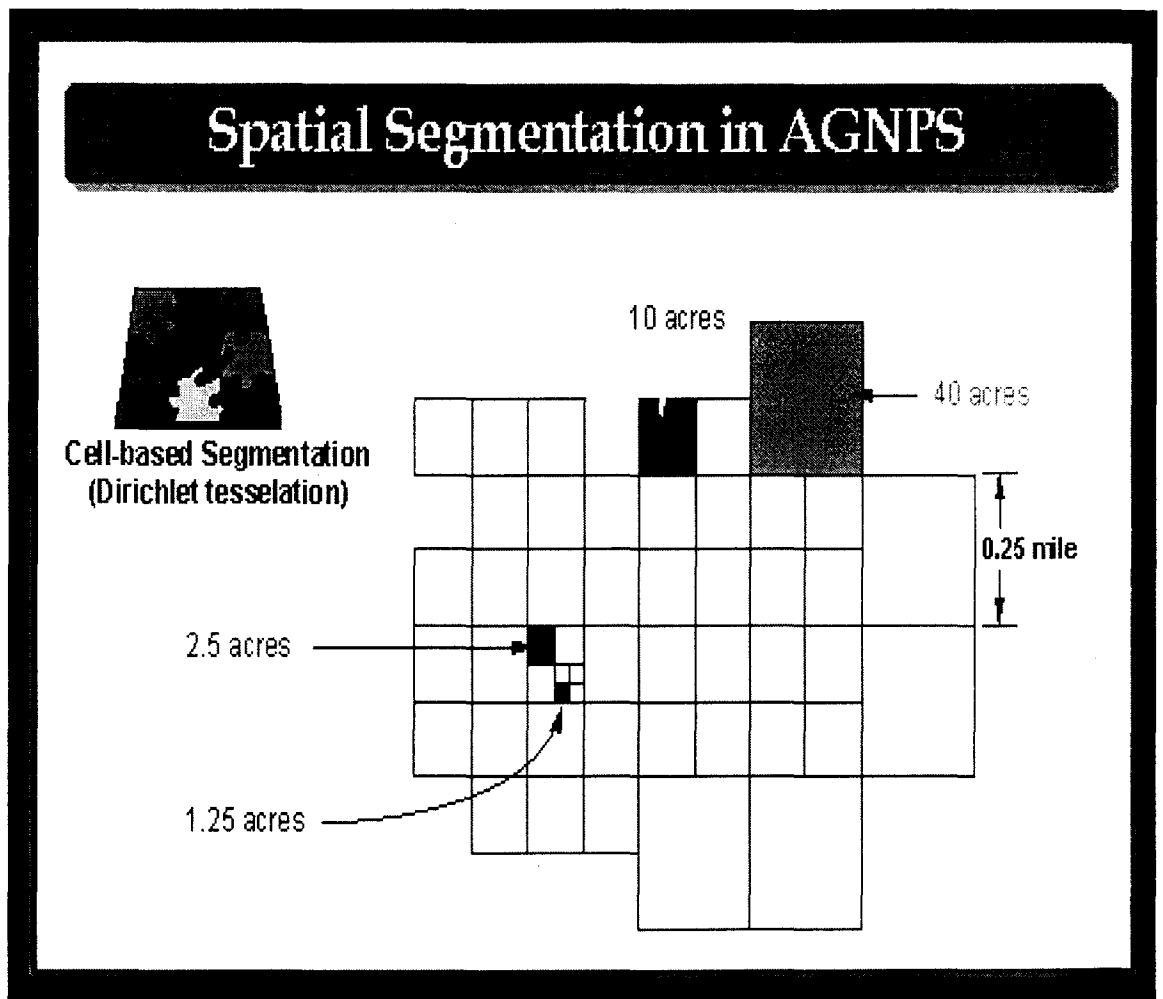 Spatial Segmentation in AGNPS
10 acres
40 acres
Cell-based Segmentation
(Dirichlet tesselation)
0.25 mile
2.5 acres
1.25 acres